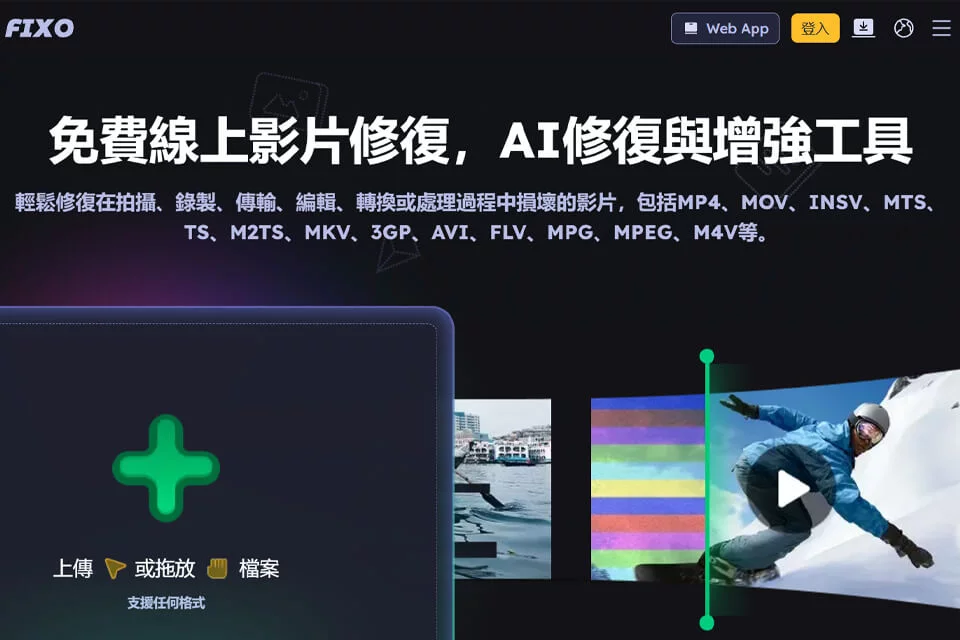 FIXO
Web App
登入
免費線上影片修復，AI修復與增強工具
輕鬆修復在拍攝、錄製、傳輸、編輯、轉換或處理過程中損壞的影片，包括MP4、MOV、INSV、MTS、
TS、M2TS、MKV、3GP、AVI、FLV、MPG、MPEG、M4V等。
上傳 或拖放 檔案
支援任何格式